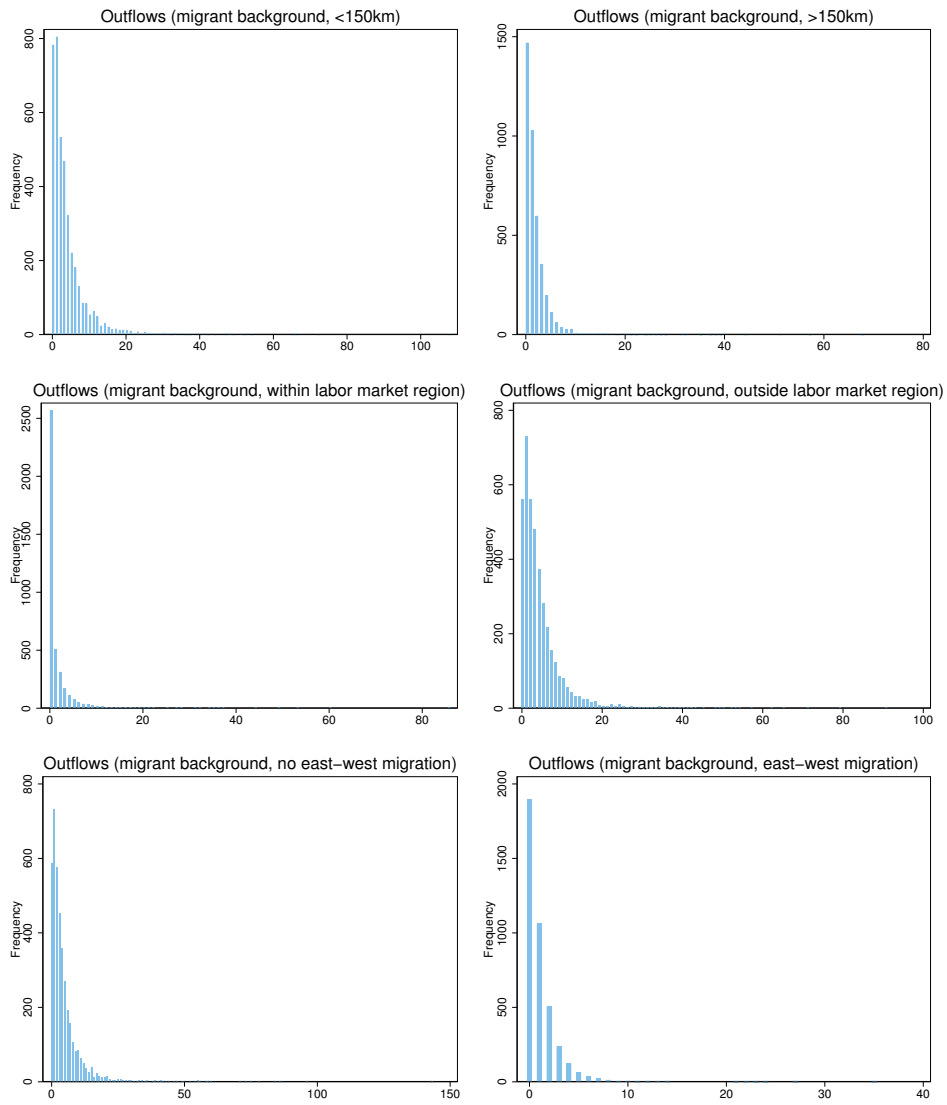 Outflows (migrant background, <150km)
Frequency
0 200 400 600 800
0 20 40 60 80 100
Outflows (migrant background, >150km)
Frequency
0 500 1000 1500
0 20 40 60 80
Outflows (migrant background, within labor market region)
Frequency
0 500 1000 1500 2000 2500
0 20 40 60 80
Outflows (migrant background, outside labor market region)
Frequency
0 200 400 600 800
0 20 40 60 80 100
Outflows (migrant background, no east−west migration)
Frequency
0 200 400 600 800
0 50 100 150
Outflows (migrant background, east−west migration)
Frequency
0 500 1000 1500 2000
0 10 20 30 40